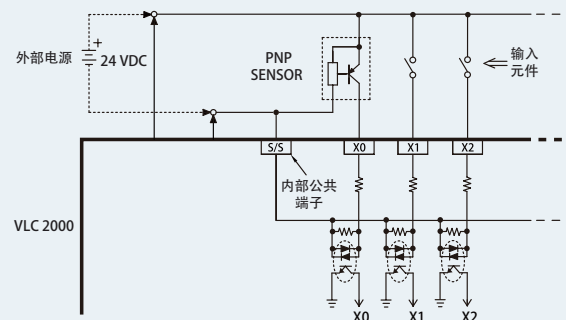 外部电源
+
24 VDC
PNP
SENSOR
输入
元件
S/S
X0
X1
X2
内部公共
端子
VLC 2000
X0
X1
X2